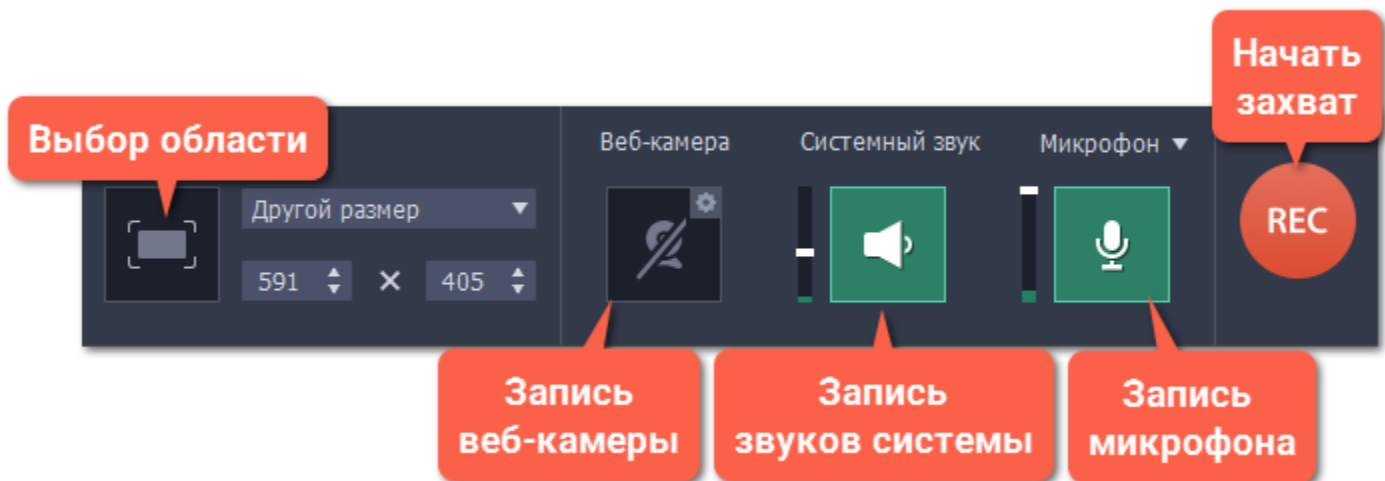 Начать
захват
Выбор области
Веб-камера
Системный звук
Микрофон
Другой размер
591 × 405
REC
Запись
веб-камеры
Запись
звуков системы
Запись
микрофона